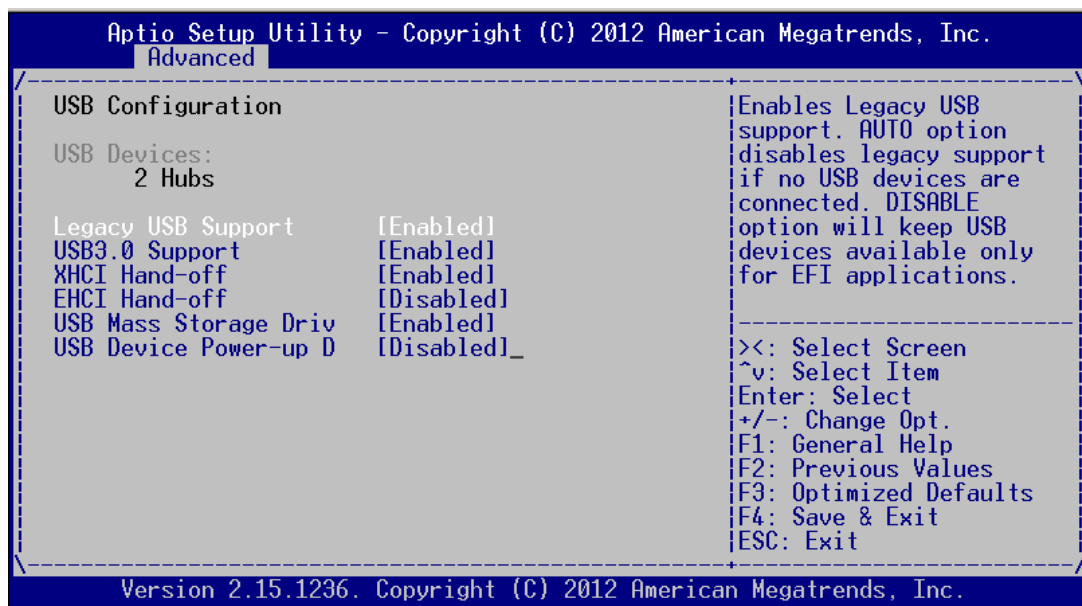 Aptio Setup Utility - Copyright (C) 2012 American Megatrends, Inc.
Advanced
USB Configuration
USB Devices:
2 Hubs
Legacy USB Support [Enabled]
USB3.0 Support [Enabled]
XHCI Hand-off [Enabled]
EHCI Hand-off [Disabled]
USB Mass Storage Driv [Enabled]
USB Device Power-up D [Disabled]_
Enables Legacy USB
support. AUTO option
disables legacy support
if no USB devices are
connected. DISABLE
option will keep USB
devices available only
for EFI applications.
><: Select Screen
^v: Select Item
Enter: Select
+/-: Change Opt.
F1: General Help
F2: Previous Values
F3: Optimized Defaults
F4: Save & Exit
ESC: Exit
Version 2.15.1236. Copyright (C) 2012 American Megatrends, Inc.